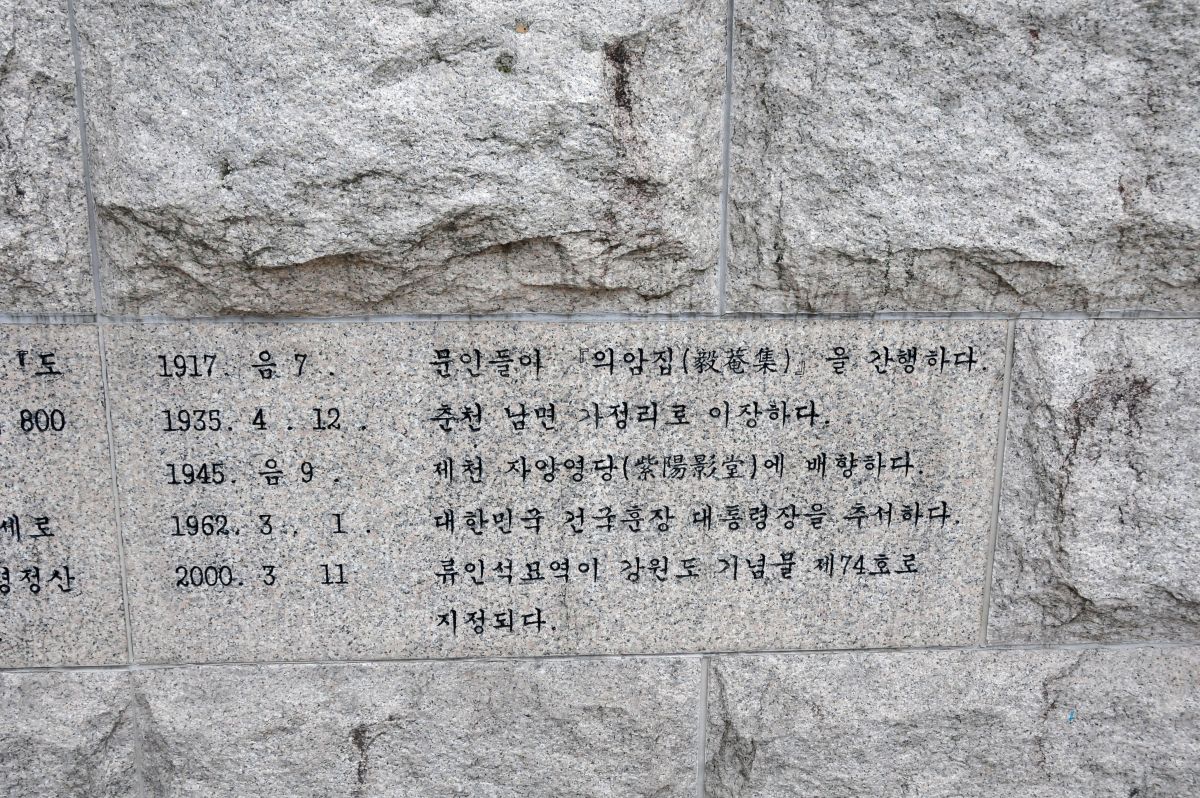 『도
800
세로
령정산
1917. 음 7 . 문인들이 『의암집(毅菴集)』을 간행하다.
1935. 4 . 12 . 춘천 남면 가정리로 이장하다.
1945. 음 9 . 제천 자양영당(紫陽影堂)에 배향하다.
1962. 3 . 1 . 대한민국 건국훈장 대통령장을 추서하다.
2000. 3 11 류인석묘역이 강원도 기념물 제74호로
지정되다.